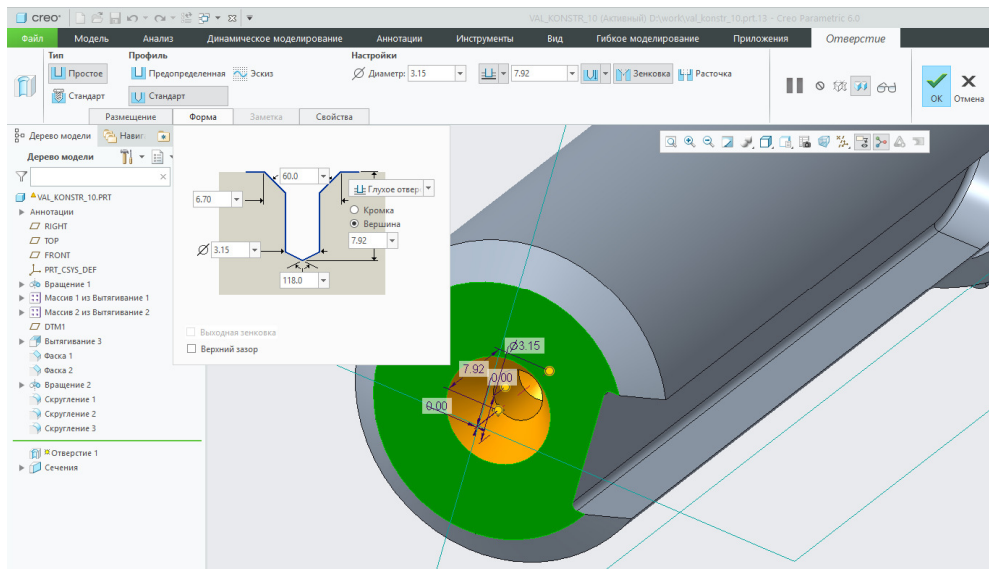 creo VAL_KONSTR_10 (Активный) D:\work\val_konstr_10.prt.13 - Creo Parametric 6.0
Файл Модель Анализ Динамическое моделирование Аннотации Инструменты Вид Гибкое моделирование Приложения Отверстие
Тип Профиль Настройки
Простое Предопределенная Эскиз Диаметр: 3.15 7.92 Зенковка Расточка
Стандарт Стандарт OK Отмена
Размещение Форма Заметка Свойства
Дерево модели Навиг
Дерево модели
VAL_KONSTR_10.PRT
Аннотации
RIGHT
TOP
FRONT
PRT_CSYS_DEF
Вращение 1
Массив 1 из Вытягивание 1
Массив 2 из Вытягивание 2
DTM1
Вытягивание 3
Фаска 1
Фаска 2
Вращение 2
Скругление 1
Скругление 2
Скругление 3
Отверстие 1
Сечения
60.0
6.70
Глухое отвер
Кромка
Вершина
7.92
Ø 3.15
118.0
Выходная зенковка
Верхний зазор
Ø3.15
7.92
0.00
0.00